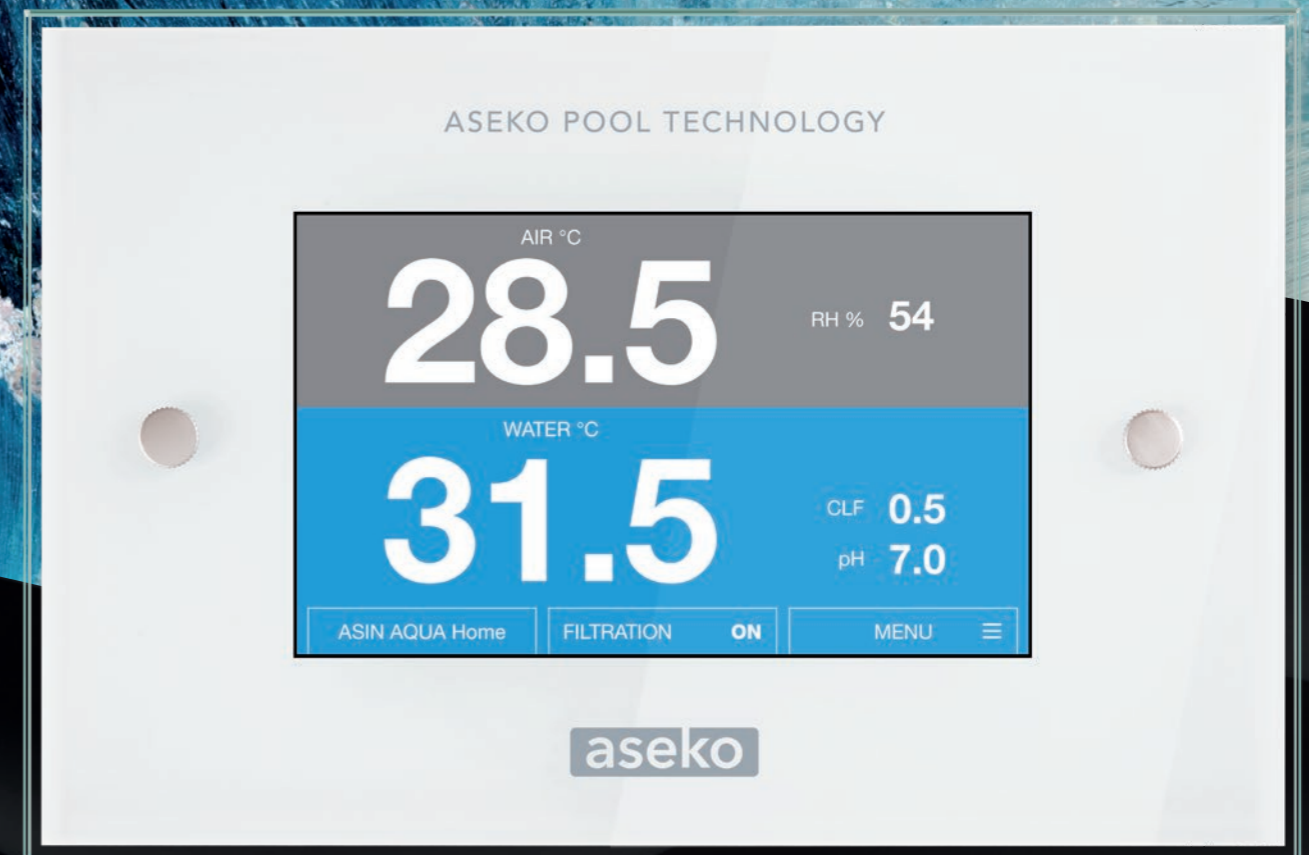 ASEKO POOL TECHNOLOGY
AIR °C
28.5
RH % 54
WATER °C
31.5
CLF 0.5
pH 7.0
ASIN AQUA Home
FILTRATION ON
MENU ☰
aseko